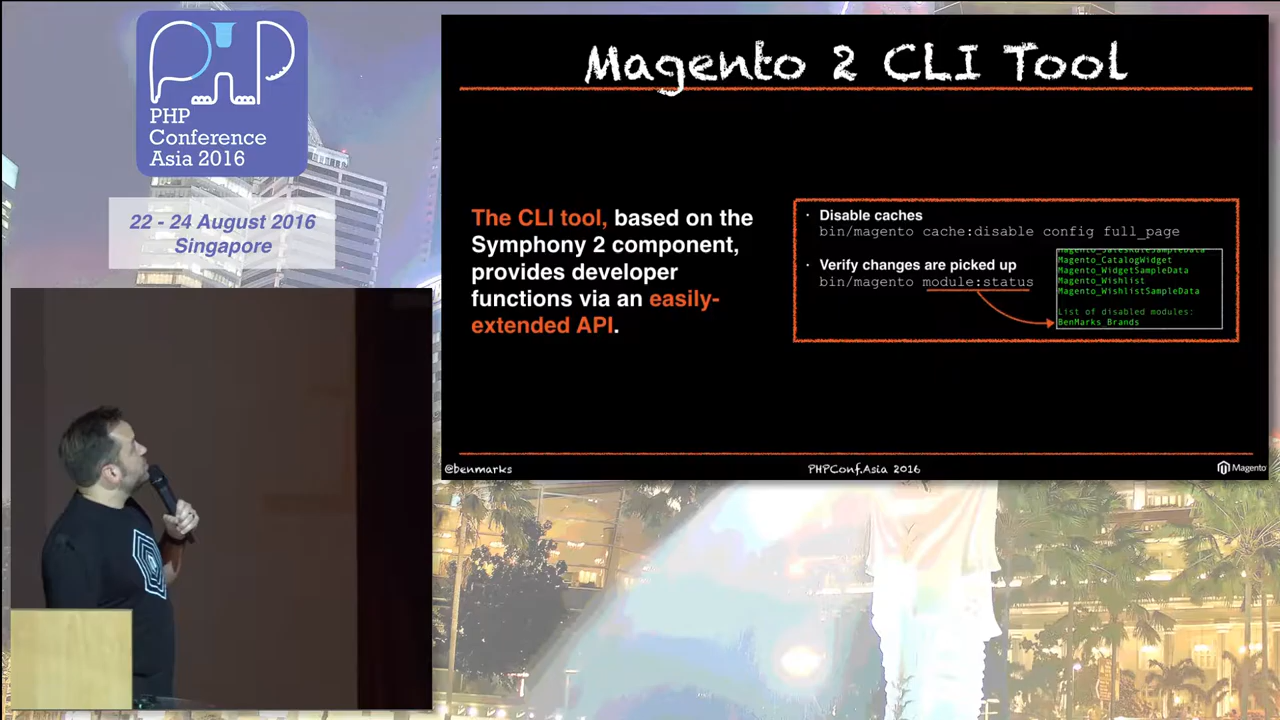 PHP
PHP
Conference
Asia 2016
22 - 24 August 2016
Singapore
Magento 2 CLI Tool
The CLI tool, based on the
Symphony 2 component,
provides developer
functions via an easily-
extended API.
· Disable caches
bin/magento cache:disable config full_page
· Verify changes are picked up
bin/magento module:status
Magento_SalesRuleSampleData
Magento_CatalogWidget
Magento_WidgetSampleData
Magento_Wishlist
Magento_WishlistSampleData
List of disabled modules:
BenMarks_Brands
@benmarks
PHPConf.Asia 2016
Magento